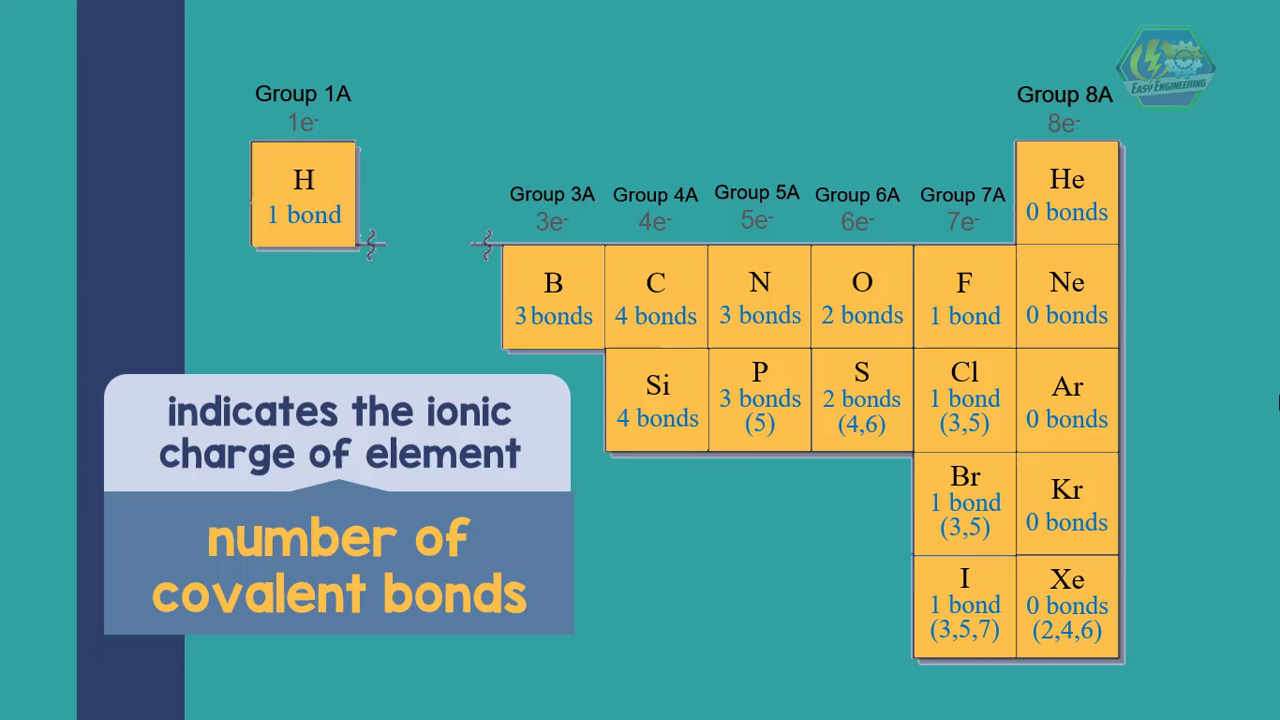 Group 1A
1e-
Group 8A
8e-
EASY ENGINEERING
H
1 bond
He
0 bonds
Group 3A
Group 4A
Group 5A
Group 6A
Group 7A
3e-
4e-
5e-
6e-
7e-
B
3 bonds
C
4 bonds
N
3 bonds
O
2 bonds
F
1 bond
Ne
0 bonds
Si
4 bonds
P
3 bonds
(5)
S
2 bonds
(4,6)
Cl
1 bond
(3,5)
Ar
0 bonds
Br
1 bond
(3,5)
Kr
0 bonds
I
1 bond
(3,5,7)
Xe
0 bonds
(2,4,6)
indicates the ionic
charge of element
number of
covalent bonds